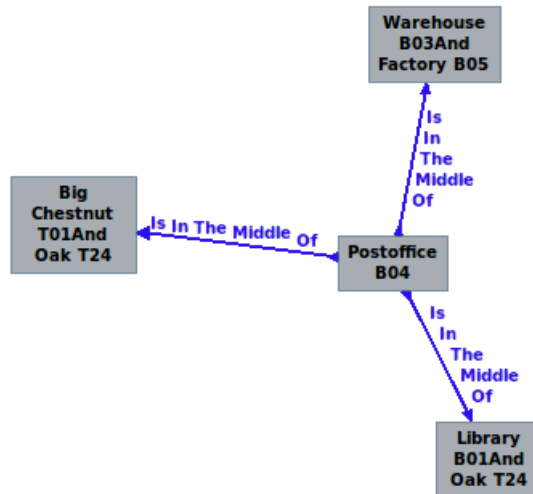 Warehouse
B03And
Factory B05
Is
In
The
Middle
Of
Big
Chestnut
T01And
Oak T24
Is In The Middle Of
Postoffice
B04
Is
In
The
Middle
Of
Library
B01And
Oak T24